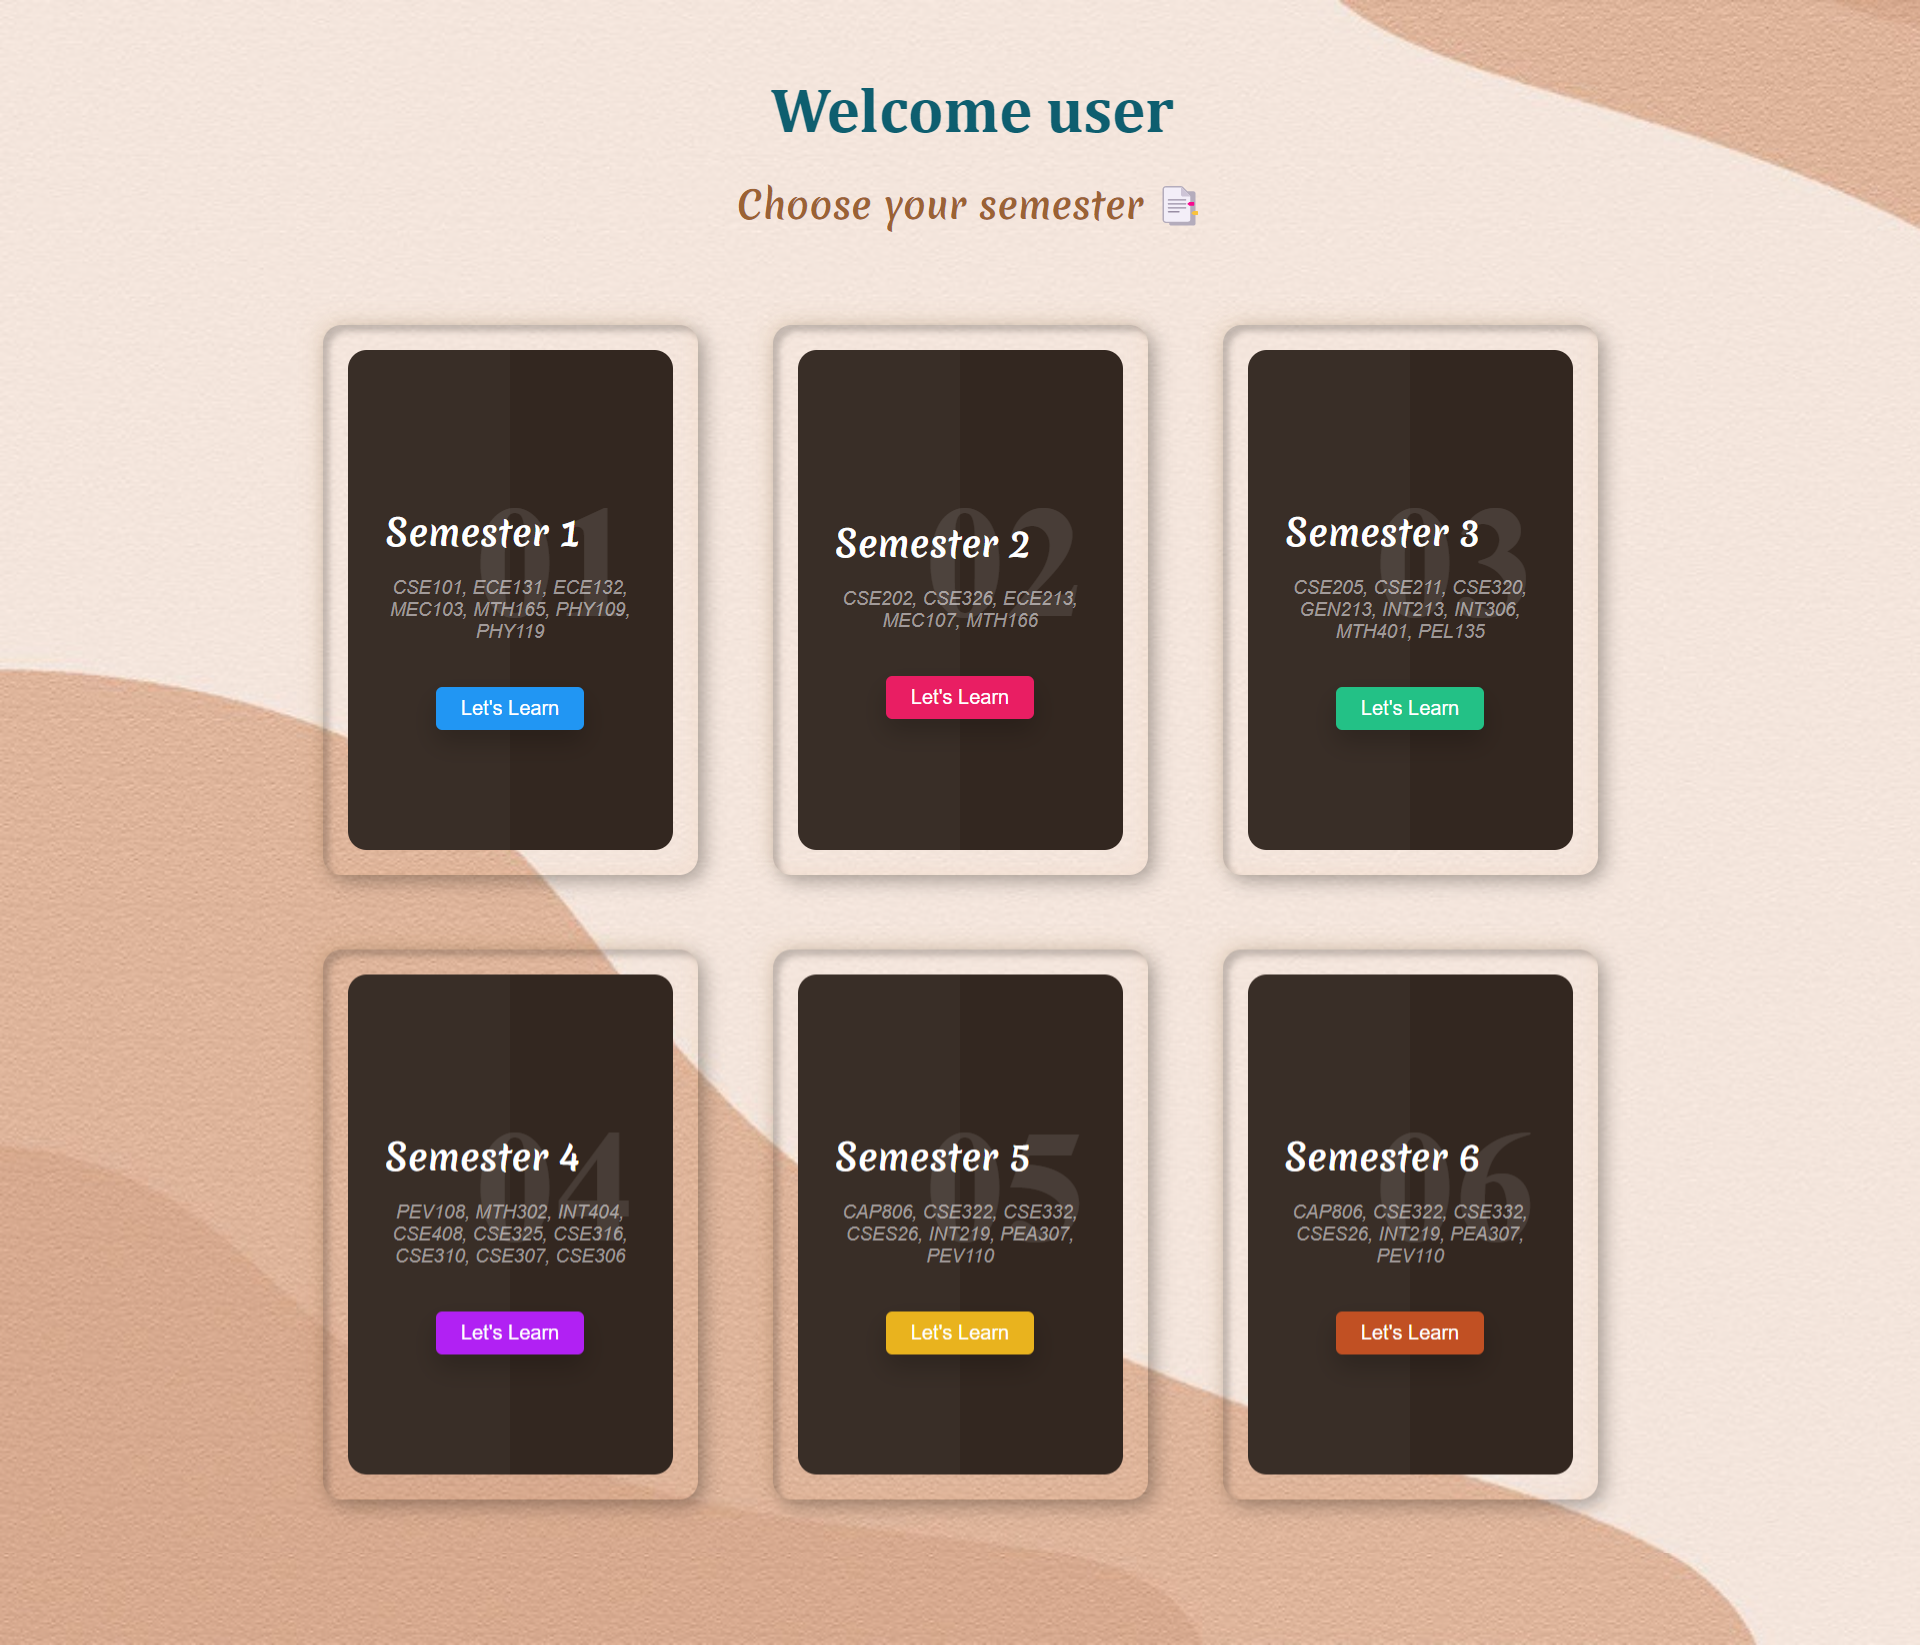 Welcome user
Choose your semester
01
Semester 1
CSE101, ECE131, ECE132,
MEC103, MTH165, PHY109,
PHY119
Let's Learn
02
Semester 2
CSE202, CSE326, ECE213,
MEC107, MTH166
Let's Learn
03
Semester 3
CSE205, CSE211, CSE320,
GEN213, INT213, INT306,
MTH401, PEL135
Let's Learn
04
Semester 4
PEV108, MTH302, INT404,
CSE408, CSE325, CSE316,
CSE310, CSE307, CSE306
Let's Learn
05
Semester 5
CAP806, CSE322, CSE332,
CSES26, INT219, PEA307,
PEV110
Let's Learn
06
Semester 6
CAP806, CSE322, CSE332,
CSES26, INT219, PEA307,
PEV110
Let's Learn